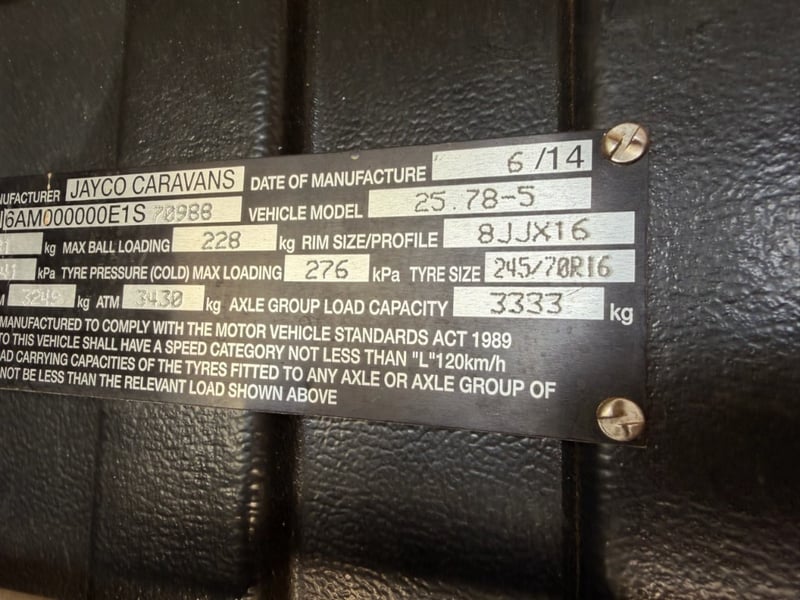 JAYCO CARAVANS DATE OF MANUFACTURE 6/14
6AM000000E1S 70988 VEHICLE MODEL 25.78-5
kg MAX BALL LOADING 228 kg RIM SIZE/PROFILE 8JJX16
kPa TYRE PRESSURE (COLD) MAX LOADING 276 kPa TYRE SIZE 245/70R16
kg ATM 3430 kg AXLE GROUP LOAD CAPACITY 3333 kg
MANUFACTURED TO COMPLY WITH THE MOTOR VEHICLE STANDARDS ACT 1989
TO THIS VEHICLE SHALL HAVE A SPEED CATEGORY NOT LESS THAN "L"120km/h
CARRYING CAPACITIES OF THE TYRES FITTED TO ANY AXLE OR AXLE GROUP OF
NOT BE LESS THAN THE RELEVANT LOAD SHOWN ABOVE